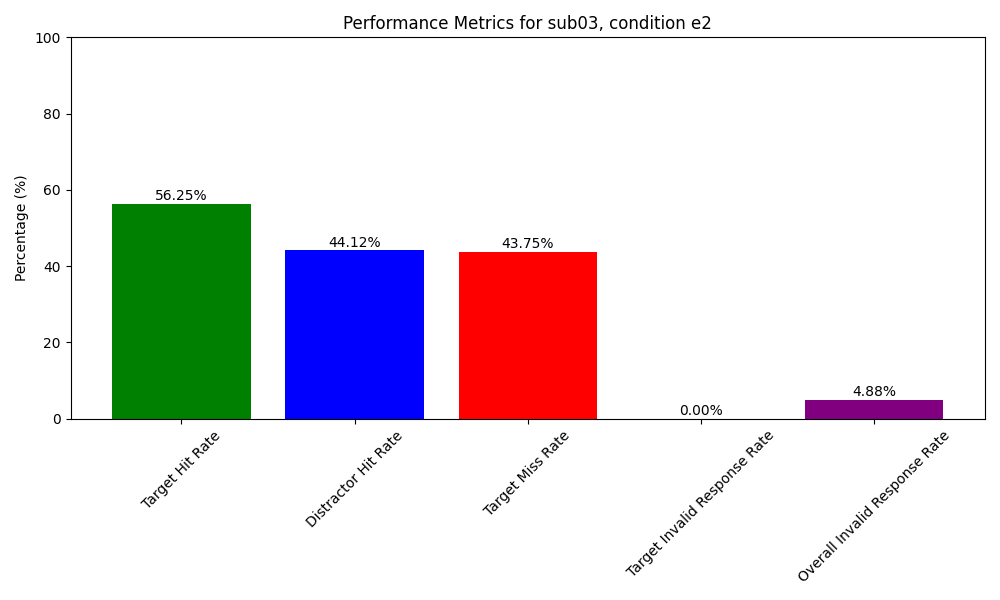 Performance Metrics for sub03, condition e2
Percentage (%)
100
80
60
40
20
0
56.25%
44.12%
43.75%
0.00%
4.88%
Target Hit Rate
Distractor Hit Rate
Target Miss Rate
Target Invalid Response Rate
Overall Invalid Response Rate